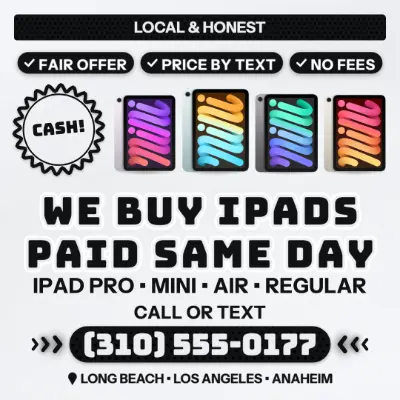 LOCAL & HONEST
✓ FAIR OFFER ✓ PRICE BY TEXT ✓ NO FEES
CASH!
WE BUY IPADS
PAID SAME DAY
IPAD PRO • MINI • AIR • REGULAR
CALL OR TEXT
›››(310) 555-0177‹‹‹
LONG BEACH • LOS ANGELES • ANAHEIM